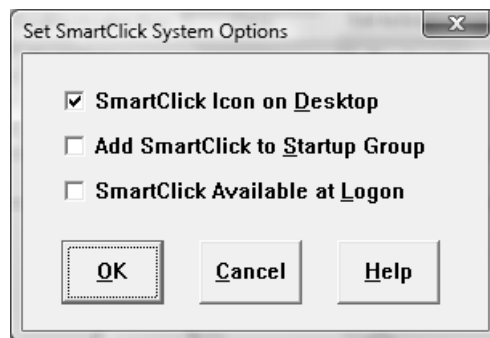 Set SmartClick System Options
SmartClick Icon on Desktop
Add SmartClick to Startup Group
SmartClick Available at Logon
OK Cancel Help